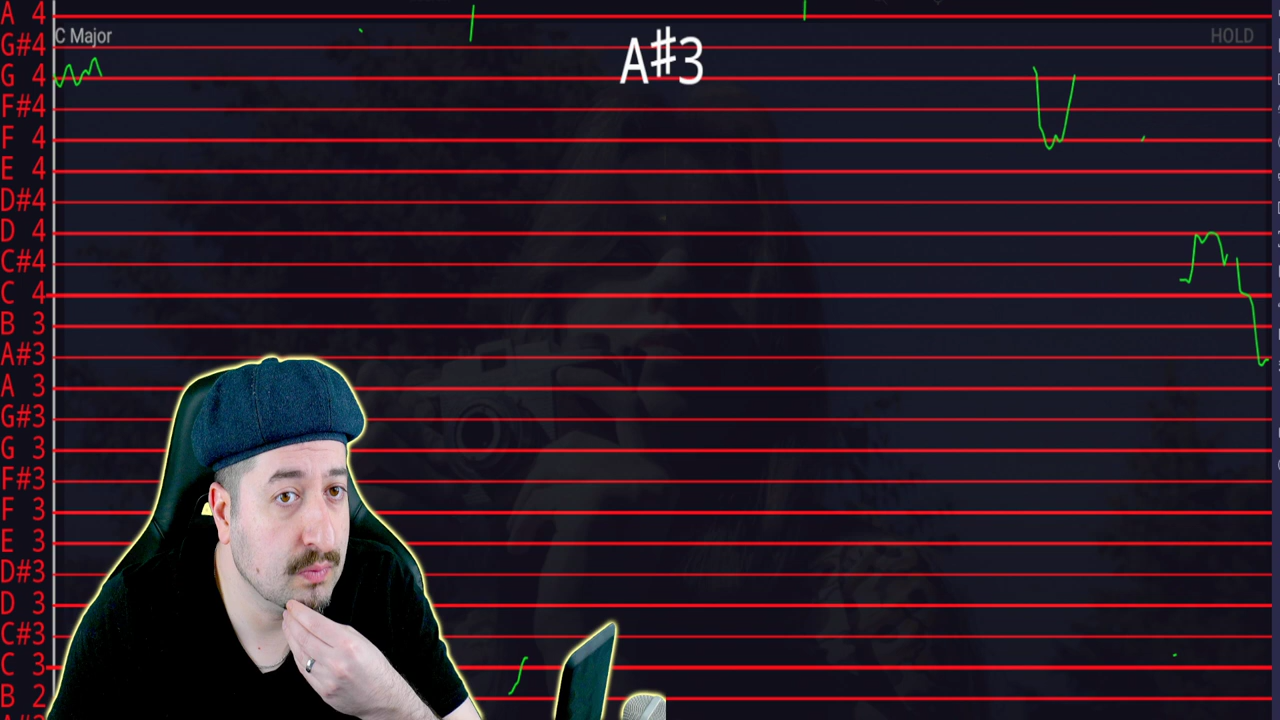 A 4
C Major
A#3
HOLD
G#4
G 4
F#4
F 4
E 4
D#4
D 4
C#4
C 4
B 3
A#3
A 3
G#3
G 3
F#3
F 3
E 3
D#3
D 3
C#3
C 3
B 2